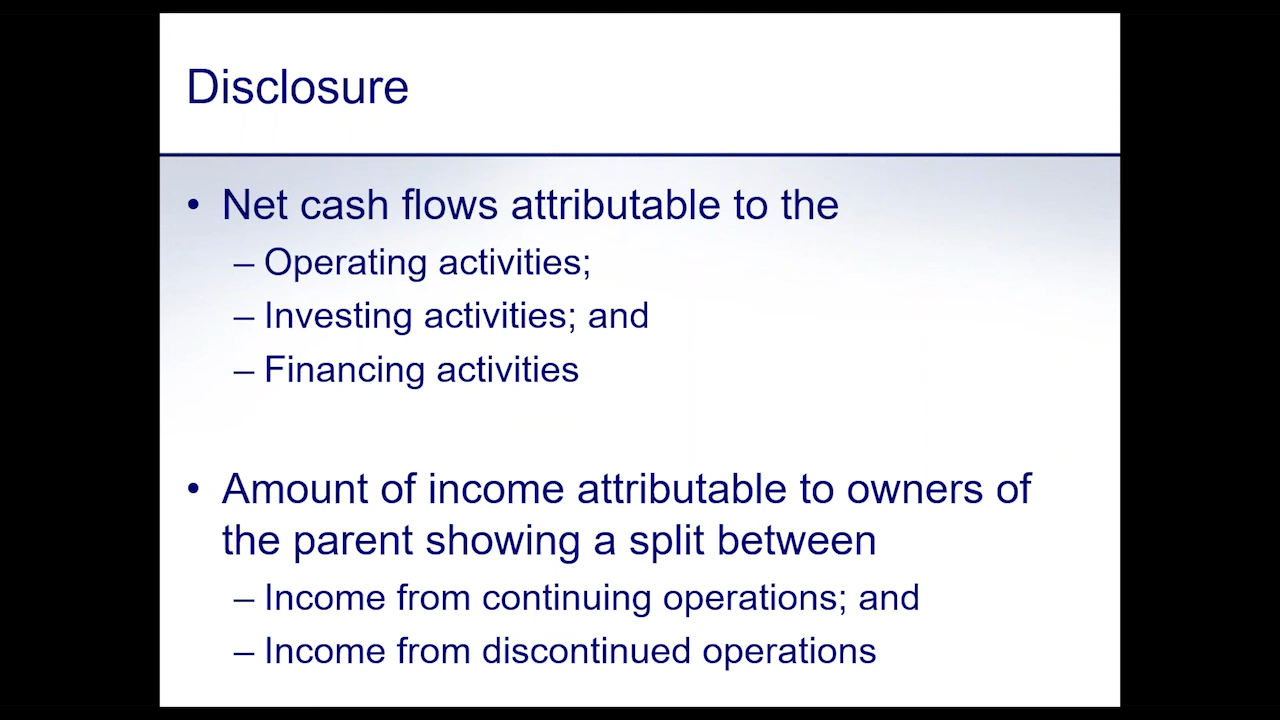 Disclosure
• Net cash flows attributable to the
– Operating activities;
– Investing activities; and
– Financing activities
• Amount of income attributable to owners of
the parent showing a split between
– Income from continuing operations; and
– Income from discontinued operations